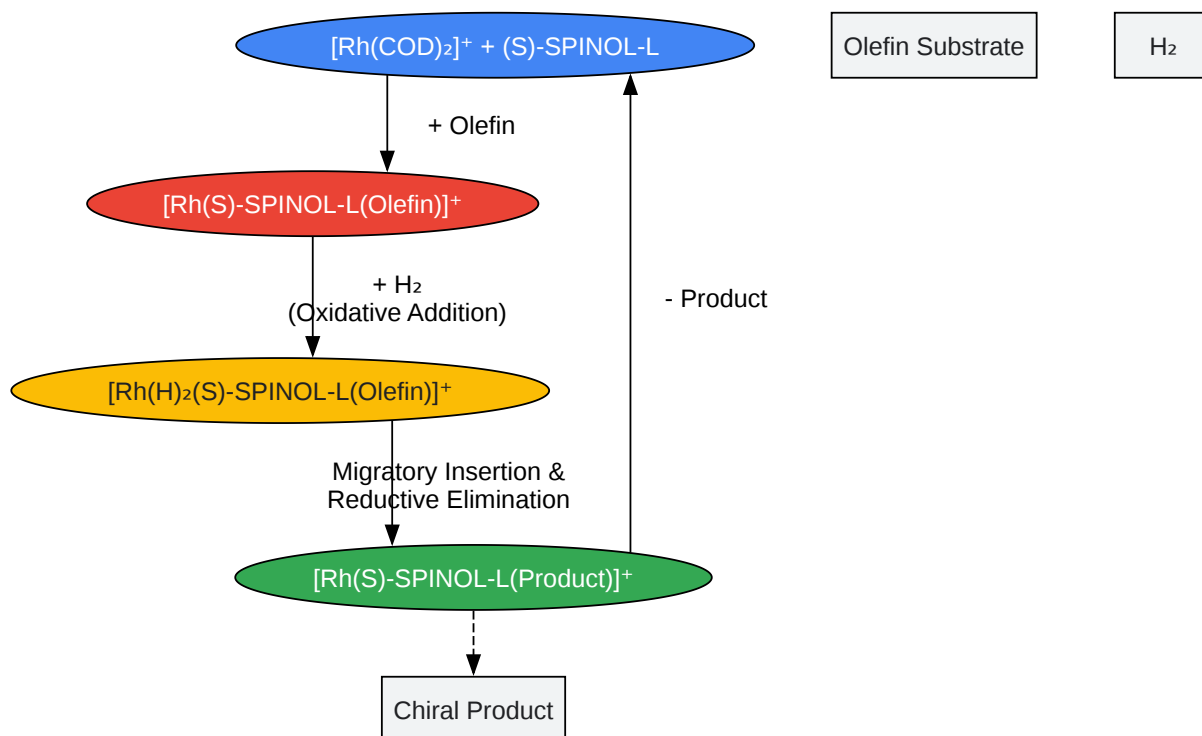 [Rh(COD)₂]⁺ + (S)-SPINOL-L
Olefin Substrate
H₂
+ Olefin
[Rh(S)-SPINOL-L(Olefin)]⁺
+ H₂
(Oxidative Addition)
- Product
[Rh(H)₂(S)-SPINOL-L(Olefin)]⁺
Migratory Insertion &
Reductive Elimination
[Rh(S)-SPINOL-L(Product)]⁺
Chiral Product